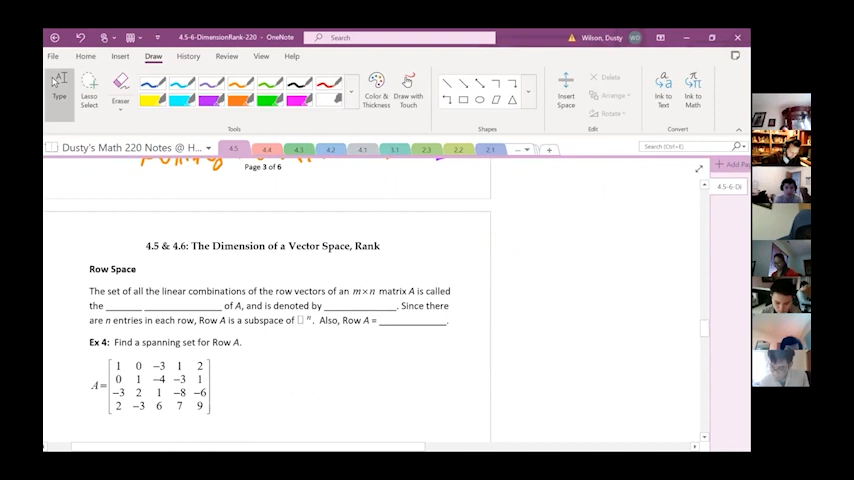 4.5-6-DimensionRank-220 - OneNote
Search
Wilson, Dusty
WD
File Home Insert Draw History Review View Help
Type
Lasso Select
Eraser
Color & Thickness
Draw with Touch
Insert Space
Delete
Arrange
Rotate
Ink to Text
Ink to Math
Tools
Shapes
Edit
Convert
Dusty's Math 220 Notes @ H...
4.5 4.4 4.3 4.2 4.1 3.1 2.3 2.2 2.1
Search (Ctrl+E)
Page 3 of 6
Add Pa
4.5-6-Di
4.5 & 4.6: The Dimension of a Vector Space, Rank
Row Space
The set of all the linear combinations of the row vectors of an m×n matrix A is called
the _______ _______________ of A, and is denoted by ______________. Since there
are n entries in each row, Row A is a subspace of □ n. Also, Row A = _____________.
Ex 4: Find a spanning set for Row A.
1 0 −3 1 2
0 1 −4 −3 1
A=
−3 2 1 −8 −6
2 −3 6 7 9